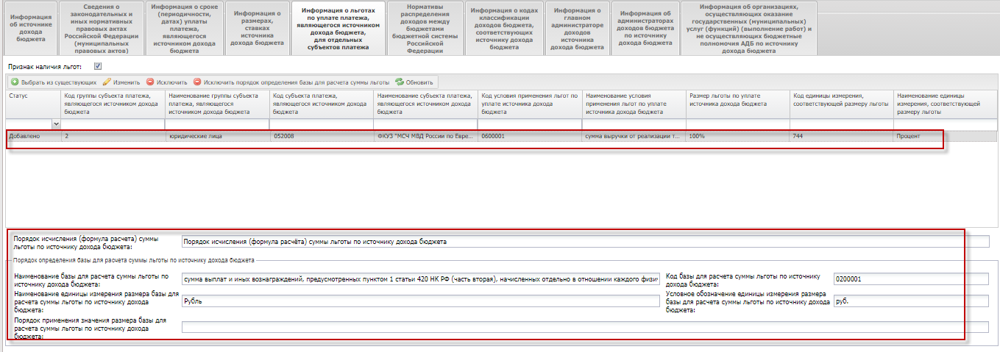 Информация
об источнике
дохода
бюджета
Сведения о
законодательных и
иных нормативных
правовых актах
Российской Федерации
(муниципальных
правовых актов)
Информация о сроке
(периодичности,
датах) уплаты
платежа,
являющегося
источником дохода
бюджета
Информация о
размерах,
ставках
источника
дохода бюджета
Информация о льготах
по уплате платежа,
являющегося источником
дохода бюджета,
для отдельных
субъектов платежа
Нормативы
распределения
доходов между
бюджетами
бюджетной системы
Российской
Федерации
Информация о кодах
классификации
доходов бюджета,
соответствующих
источнику дохода
бюджета
Информация о
главном
администраторе
доходов
источника
дохода бюджета
Информация об
администраторах
доходов бюджета
по источнику
дохода бюджета
Информация об организациях,
осуществляющих оказание
государственных (муниципальных)
услуг (функций) (выполнение работ) и
не осуществляющих бюджетные
полномочия АДБ по источнику
дохода бюджета
Признак наличия льгот:
Выбрать из существующих Изменить Исключить Исключить порядок определения базы для расчета суммы льготы Обновить
Статус
Код группы субъекта платежа,
являющегося источником дохода
бюджета
Наименование группы субъекта
платежа, являющегося
источником дохода бюджета
Код субъекта платежа,
являющегося источником дохода
бюджета
Наименование субъекта платежа,
являющегося источником дохода
бюджета
Код условия применения льгот по
уплате источника дохода
бюджета
Наименование условия
применения льгот по уплате
источника дохода бюджета
Размер льготы по уплате
источника дохода бюджета
Код единицы измерения,
соответствующей размеру льготы
Наименование единицы
измерения, соответствующей
размеру льготы
Добавлено 2 юридические лица 052008 ФКУЗ "МСЧ МВД России по Евре... 0600001 сумма выручки от реализации т... 100% 744 Процент
Порядок исчисления (формула расчета) суммы
льготы по источнику дохода бюджета:
Порядок исчисления (формула расчёта) суммы льготы по источнику дохода бюджета
Порядок определения базы для расчета суммы льготы по источнику дохода бюджета
Наименование базы для расчета суммы льготы по
источнику дохода бюджета:
сумма выплат и иных вознаграждений, предусмотренных пунктом 1 статьи 420 НК РФ (часть вторая), начисленных отдельно в отношении каждого физич
Код базы для расчета суммы льготы по источнику
дохода бюджета:
0200001
Наименование единицы измерения размера базы для
расчета суммы льготы по источнику дохода
бюджета:
Рубль
Условное обозначение единицы измерения размера
базы для расчета суммы льготы по источнику дохода
бюджета:
руб.
Порядок применения значения размера базы для
расчета суммы льготы по источнику дохода
бюджета: